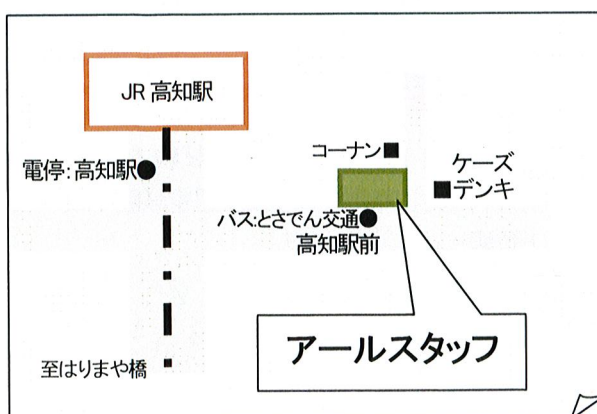 JR 高知駅
電停:高知駅
コーナン
ケーズ
デンキ
バス:とさでん交通
高知駅前
アールスタッフ
至はりまや橋